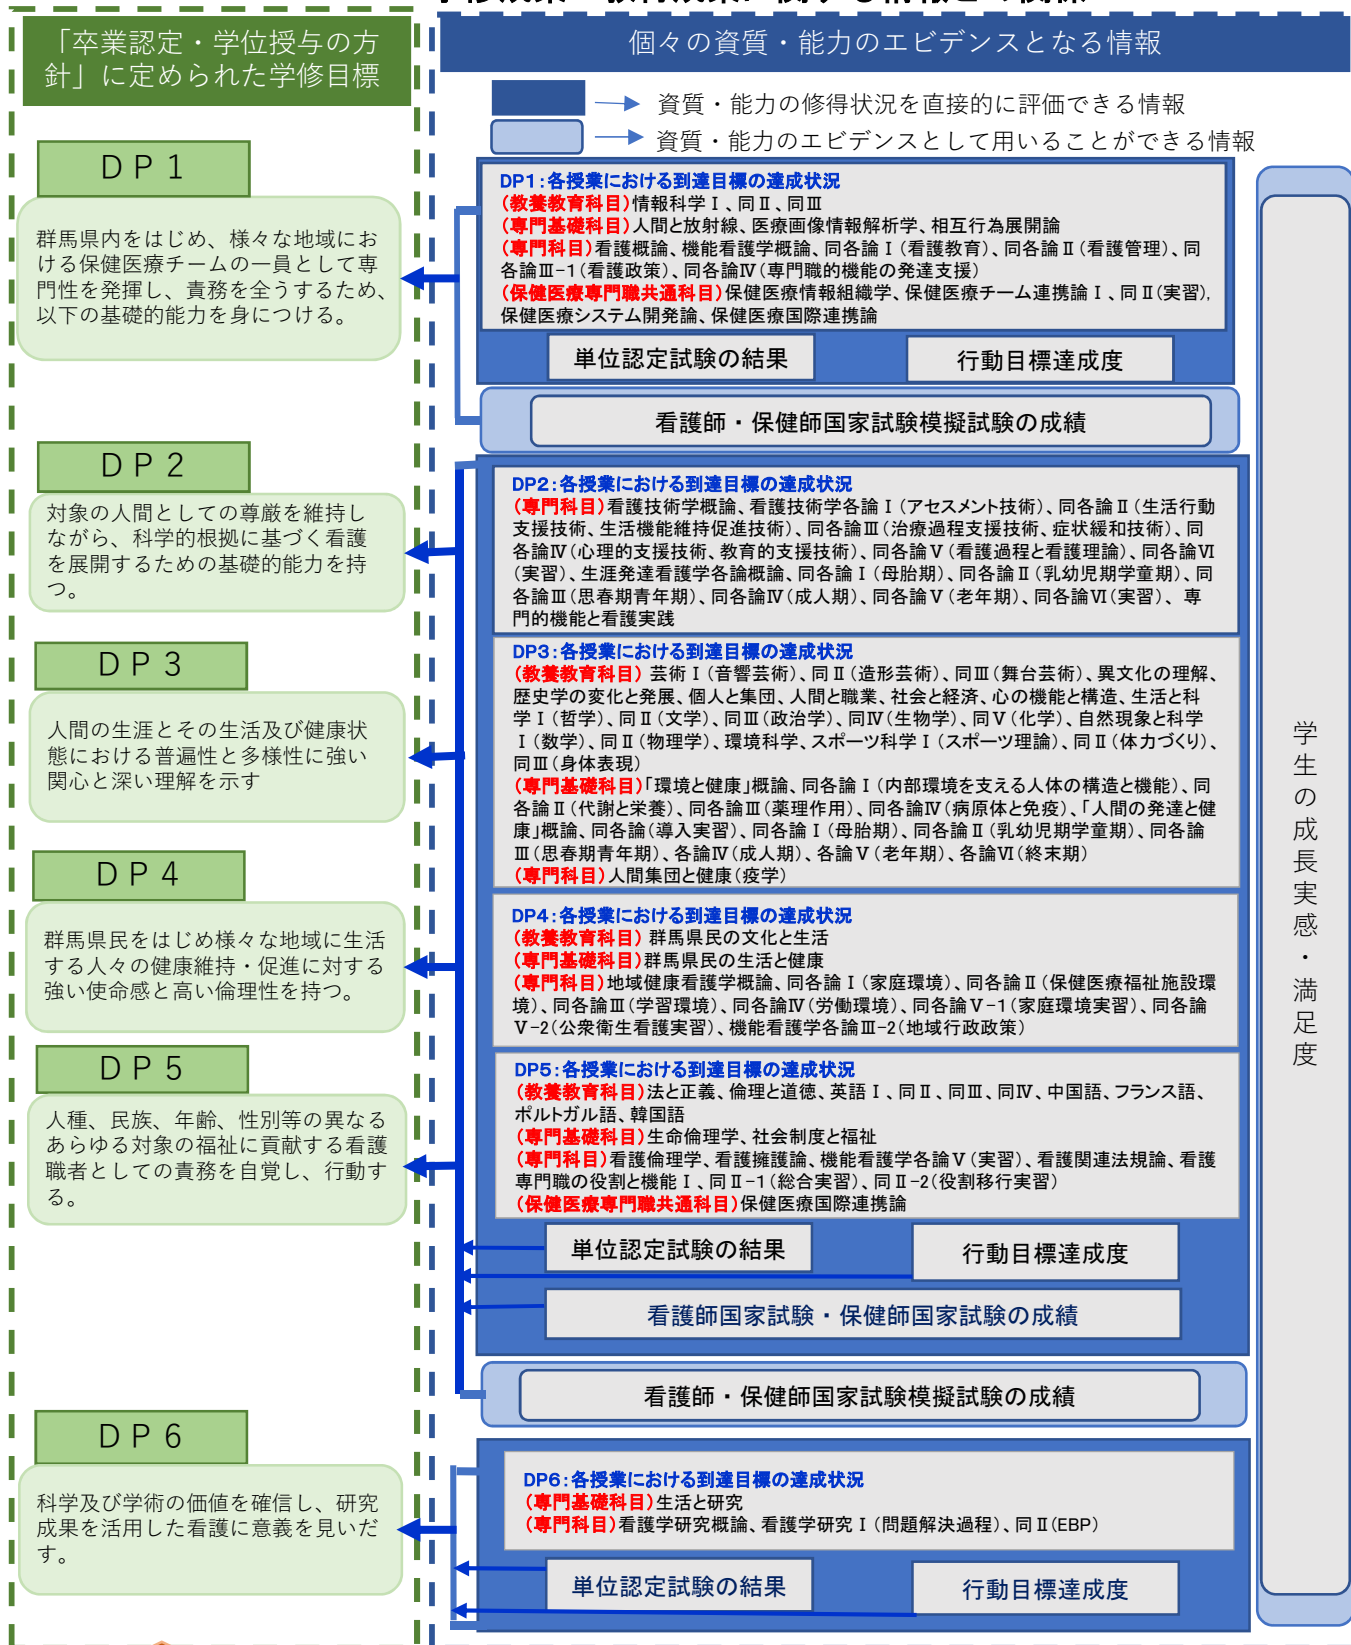 「卒業認定・学位授与の方
針」に定められた学修目標
個々の資質・能力のエビデンスとなる情報
資質・能力の修得状況を直接的に評価できる情報
資質・能力のエビデンスとして用いることができる情報
DP1
群馬県内をはじめ、様々な地域にお
ける保健医療チームの一員として専
門性を発揮し、責務を全うするため、
以下の基礎的能力を身につける。
DP1：各授業における到達目標の達成状況
（教養教育科目）情報科学Ⅰ、同Ⅱ、同Ⅲ
（専門基礎科目）人間と放射線、医療画像情報解析学、相互行為展開論
（専門科目）看護概論、機能看護学概論、同各論Ⅰ（看護教育）、同各論Ⅱ（看護管理）、同
各論Ⅲ-1（看護政策）、同各論Ⅳ（専門職的機能の発達支援）
（保健医療専門職共通科目）保健医療情報組織学、保健医療チーム連携論Ⅰ、同Ⅱ（実習),
保健医療システム開発論、保健医療国際連携論
単位認定試験の結果
行動目標達成度
看護師・保健師国家試験模擬試験の成績
DP2
対象の人間としての尊厳を維持し
ながら、科学的根拠に基づく看護
を展開するための基礎的能力を持
つ。
DP2：各授業における到達目標の達成状況
（専門科目）看護技術学概論、看護技術学各論Ⅰ（アセスメント技術）、同各論Ⅱ（生活行動
支援技術、生活機能維持促進技術）、同各論Ⅲ（治療過程支援技術、症状緩和技術）、同
各論Ⅳ（心理的支援技術、教育的支援技術）、同各論Ⅴ（看護過程と看護理論）、同各論Ⅵ
（実習）、生涯発達看護学各論概論、同各論Ⅰ（母胎期）、同各論Ⅱ（乳幼児期学童期）、同
各論Ⅲ（思春期青年期）、同各論Ⅳ（成人期）、同各論Ⅴ（老年期）、同各論Ⅵ（実習）、 専
門的機能と看護実践
DP3
人間の生涯とその生活及び健康状
態における普遍性と多様性に強い
関心と深い理解を示す
DP3：各授業における到達目標の達成状況
（教養教育科目） 芸術Ⅰ（音響芸術）、同Ⅱ（造形芸術）、同Ⅲ（舞台芸術）、異文化の理解、
歴史学の変化と発展、個人と集団、人間と職業、社会と経済、心の機能と構造、生活と科
学Ⅰ（哲学）、同Ⅱ（文学）、同Ⅲ（政治学）、同Ⅳ（生物学）、同Ⅴ（化学）、自然現象と科学
Ⅰ（数学）、同Ⅱ（物理学）、環境科学、スポーツ科学Ⅰ（スポーツ理論）、同Ⅱ（体力づくり）、
同Ⅲ（身体表現）
（専門基礎科目）「環境と健康」概論、同各論Ⅰ（内部環境を支える人体の構造と機能）、同
各論Ⅱ（代謝と栄養）、同各論Ⅲ（薬理作用）、同各論Ⅳ（病原体と免疫）、「人間の発達と健
康」概論、同各論（導入実習）、同各論Ⅰ（母胎期）、同各論Ⅱ（乳幼児期学童期）、同各論
Ⅲ（思春期青年期）、各論Ⅳ（成人期）、各論Ⅴ（老年期）、各論Ⅵ（終末期）
（専門科目）人間集団と健康（疫学）
DP4
群馬県民をはじめ様々な地域に生活
する人々の健康維持・促進に対する
強い使命感と高い倫理性を持つ。
DP4：各授業における到達目標の達成状況
（教養教育科目） 群馬県民の文化と生活
（専門基礎科目）群馬県民の生活と健康
（専門科目）地域健康看護学概論、同各論Ⅰ（家庭環境）、同各論Ⅱ（保健医療福祉施設環
境）、同各論Ⅲ（学習環境）、同各論Ⅳ（労働環境）、同各論Ⅴ-1（家庭環境実習）、同各論
Ⅴ-2（公衆衛生看護実習）、機能看護学各論Ⅲ-2（地域行政政策）
DP5
人種、民族、年齢、性別等の異なる
あらゆる対象の福祉に貢献する看護
職者としての責務を自覚し、行動す
る。
DP5：各授業における到達目標の達成状況
（教養教育科目）法と正義、倫理と道徳、英語Ⅰ、同Ⅱ、同Ⅲ、同Ⅳ、中国語、フランス語、
ポルトガル語、韓国語
（専門基礎科目）生命倫理学、社会制度と福祉
（専門科目）看護倫理学、看護擁護論、機能看護学各論Ⅴ（実習）、看護関連法規論、看護
専門職の役割と機能Ⅰ、同Ⅱ-1（総合実習）、同Ⅱ-2（役割移行実習）
（保健医療専門職共通科目）保健医療国際連携論
単位認定試験の結果
行動目標達成度
看護師国家試験・保健師国家試験の成績
看護師・保健師国家試験模擬試験の成績
DP6
科学及び学術の価値を確信し、研究
成果を活用した看護に意義を見いだ
す。
DP6：各授業における到達目標の達成状況
（専門基礎科目）生活と研究
（専門科目）看護学研究概論、看護学研究Ⅰ（問題解決過程）、同Ⅱ（EBP）
単位認定試験の結果
行動目標達成度
学生の成長実感・満足度